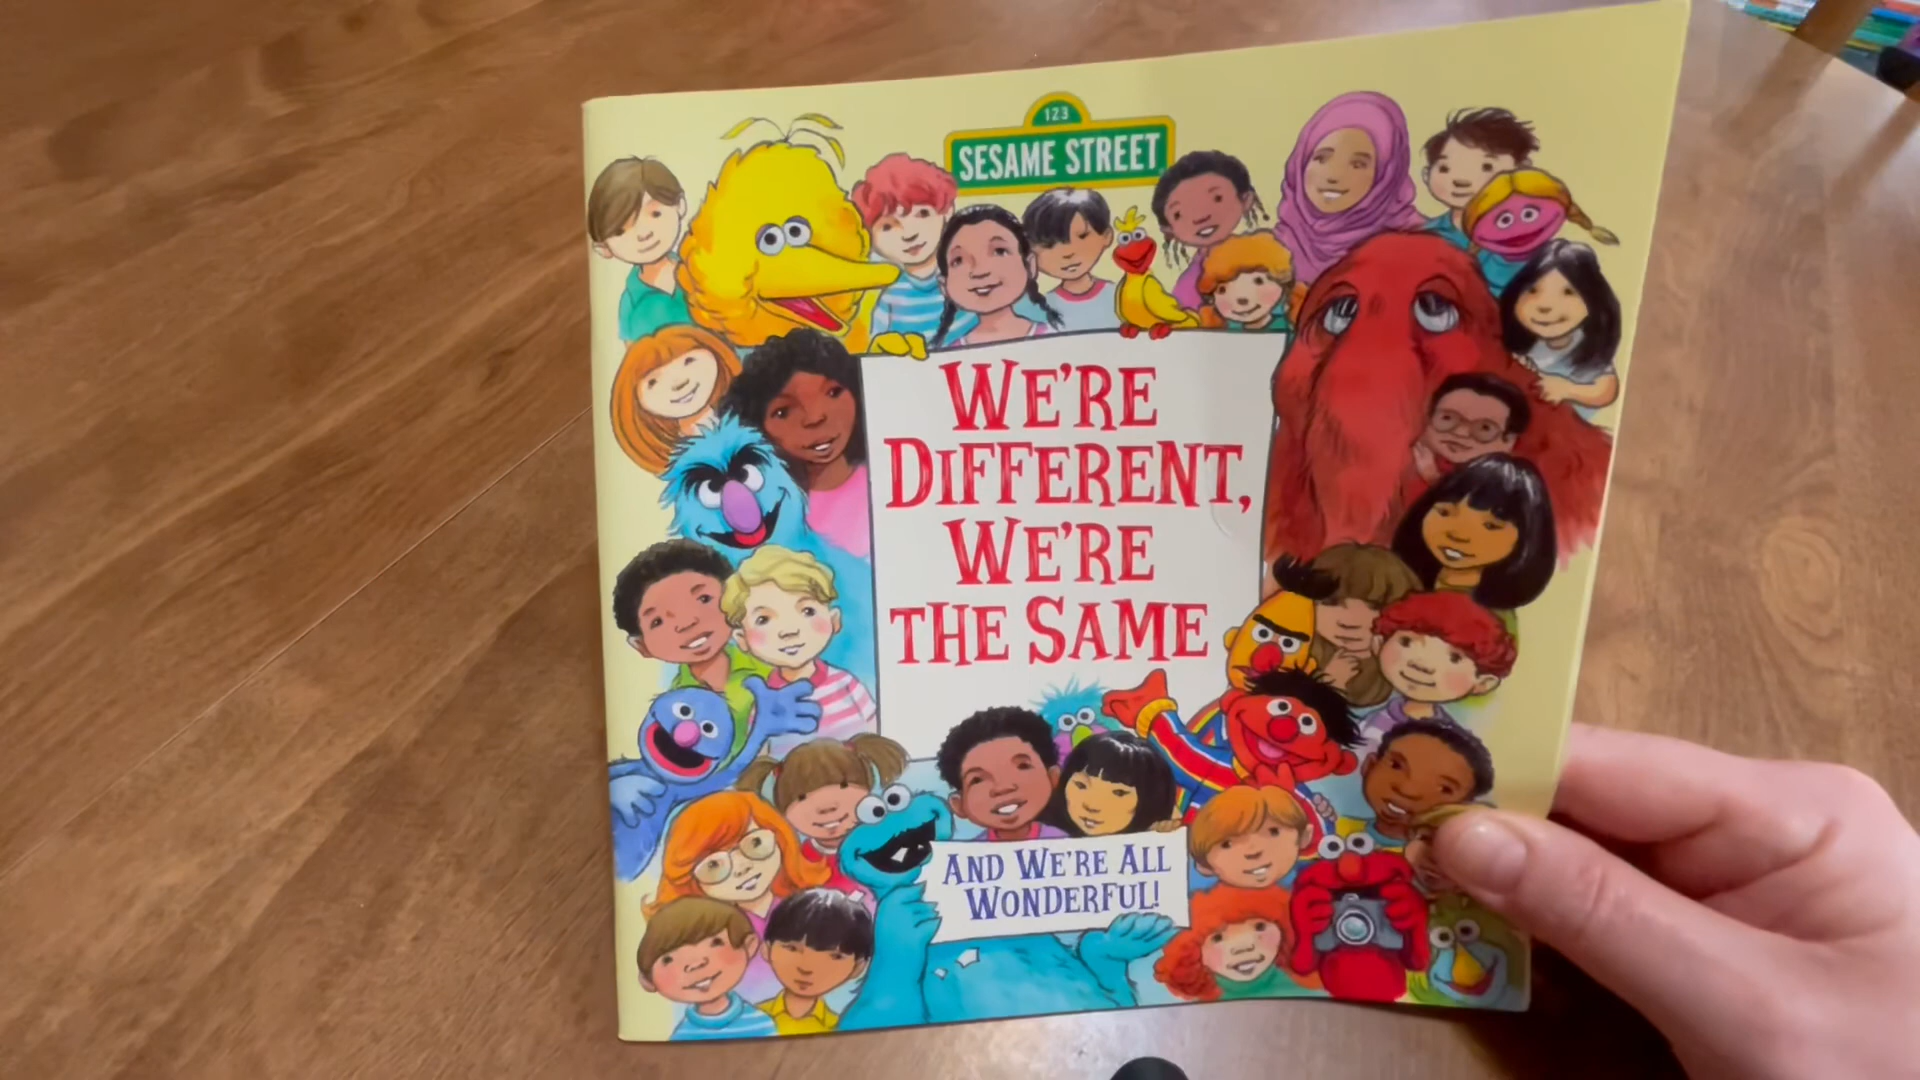 123
SESAME STREET
WE'RE
DIFFERENT,
WE'RE
THE SAME
AND WE'RE ALL
WONDERFUL!